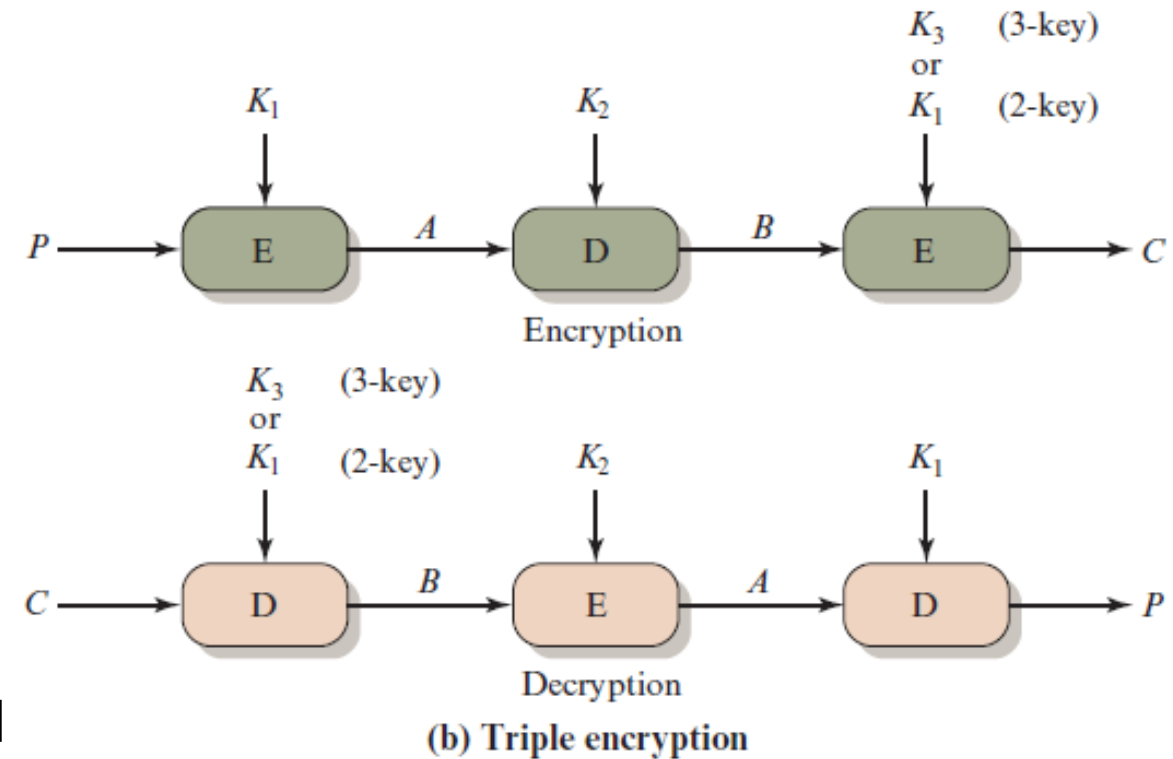 K₃ (3-key)
or
K₁ K₂ K₁ (2-key)
P E A D B E C
Encryption
K₃ (3-key)
or
K₁ (2-key) K₂ K₁
C D B E A D P
Decryption
(b) Triple encryption